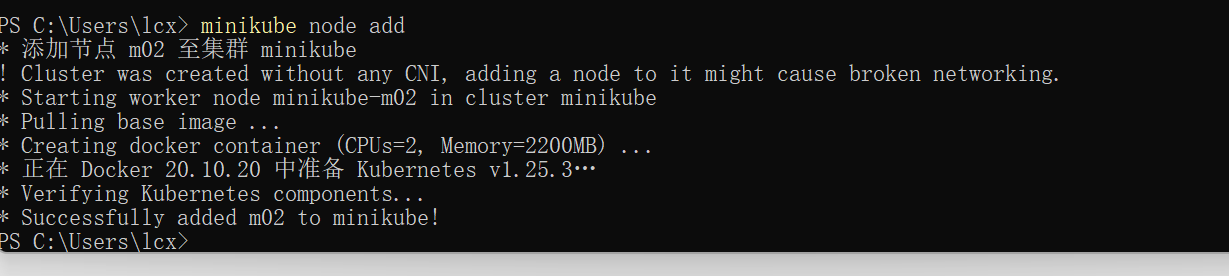 PS C:\Users\lcx> minikube node add
* 添加节点 m02 至集群 minikube
! Cluster was created without any CNI, adding a node to it might cause broken networking.
* Starting worker node minikube-m02 in cluster minikube
* Pulling base image ...
* Creating docker container (CPUs=2, Memory=2200MB) ...
* 正在 Docker 20.10.20 中准备 Kubernetes v1.25.3…
* Verifying Kubernetes components...
* Successfully added m02 to minikube!
PS C:\Users\lcx>